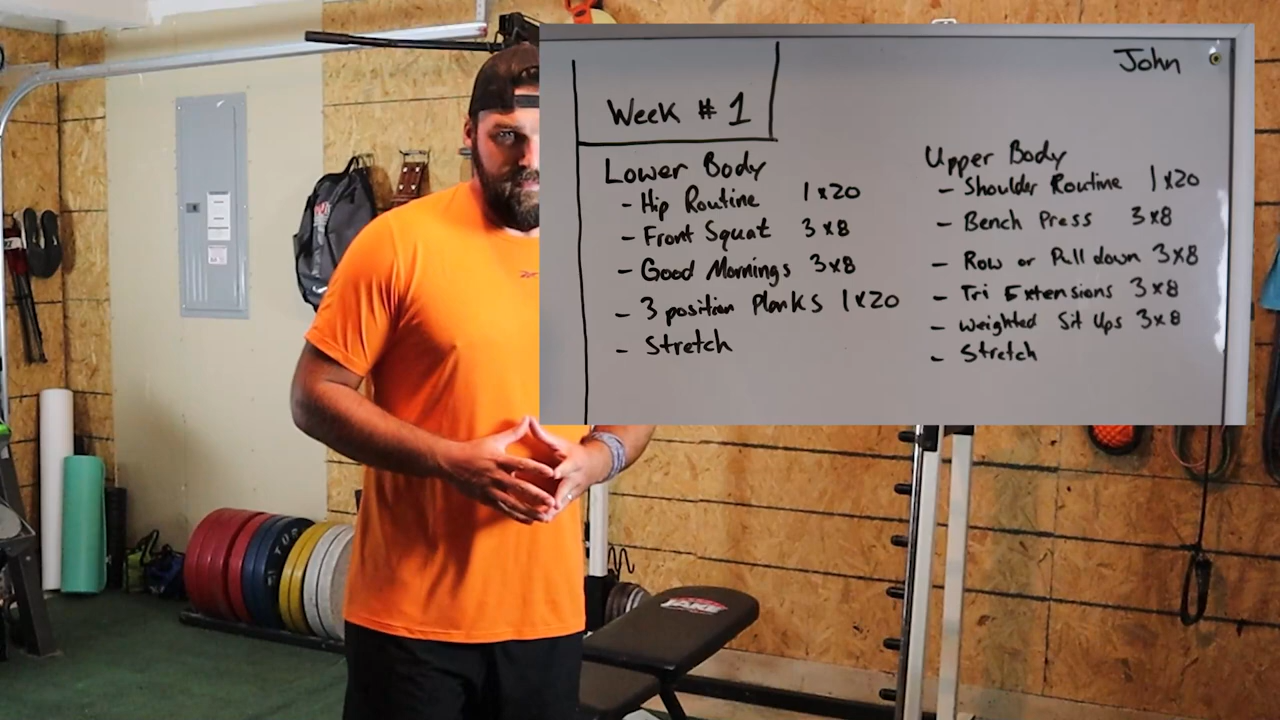 John
Week # 1
Lower Body
- Hip Routine 1x20
- Front Squat 3x8
- Good Mornings 3x8
- 3 position Planks 1x20
- Stretch
Upper Body
- Shoulder Routine 1x20
- Bench Press 3x8
- Row or Pull down 3x8
- Tri Extensions 3x8
- Weighted Sit Ups 3x8
- Stretch